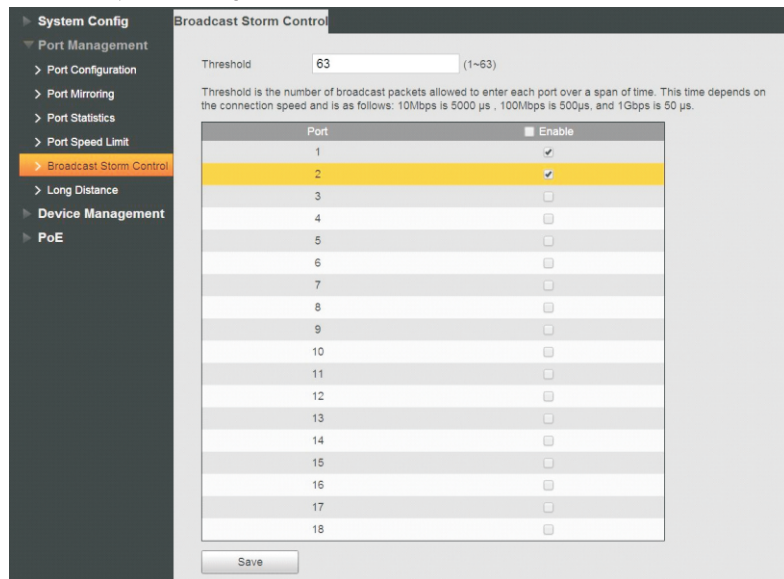 System Config
Port Management
> Port Configuration
> Port Mirroring
> Port Statistics
> Port Speed Limit
> Broadcast Storm Control
> Long Distance
Device Management
PoE
Broadcast Storm Control
Threshold 63 (1~63)
Threshold is the number of broadcast packets allowed to enter each port over a span of time. This time depends on
the connection speed and is as follows: 10Mbps is 5000 μs , 100Mbps is 500μs, and 1Gbps is 50 μs.
Port Enable
1
2
3
4
5
6
7
8
9
10
11
12
13
14
15
16
17
18
Save